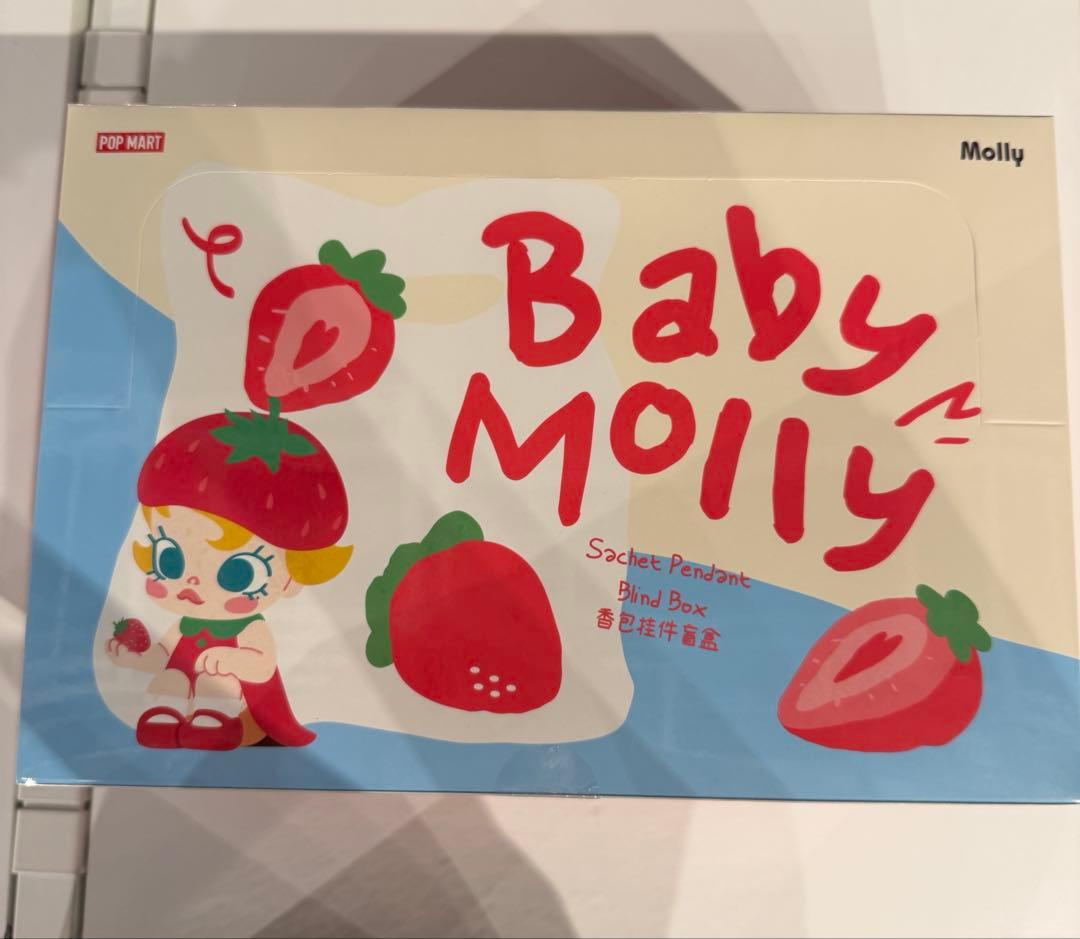 POP MART
Molly
Baby
Molly
Sachet Pendant
Blind Box
香包挂件盲盒